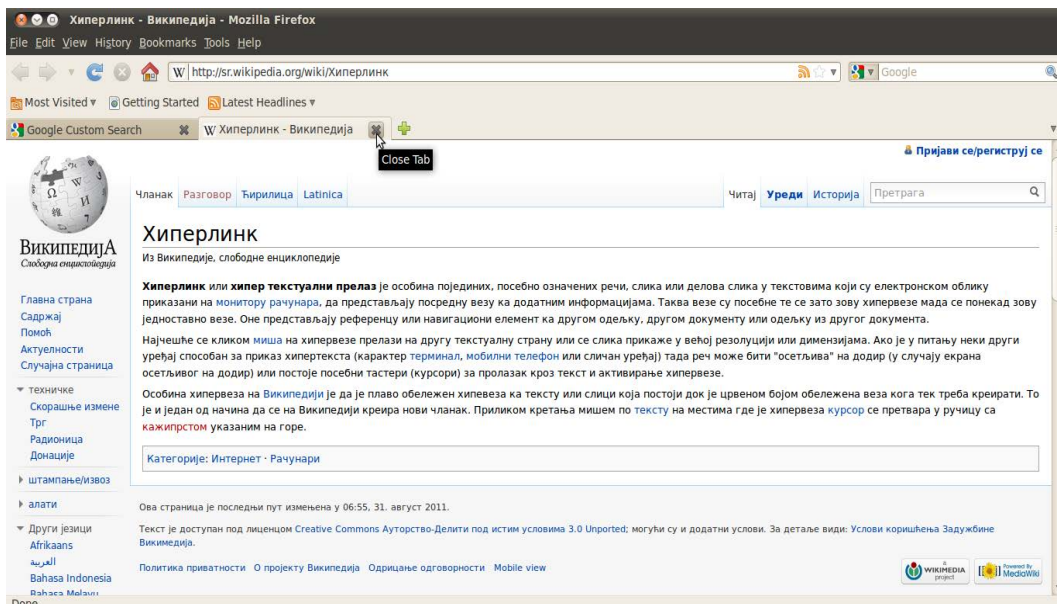 Хиперлинк - Википедија - Mozilla Firefox
File Edit View History Bookmarks Tools Help
W http://sr.wikipedia.org/wiki/Хиперлинк Google
Most Visited Getting Started Latest Headlines
Google Custom Search W Хиперлинк - Википедија
Close Tab
Пријави се/региструј се
Чланак Разговор Ћирилица Latinica Читај Уреди Историја Претрага
ВикипедијА
Слободна енциклопедија
Главна страна
Садржај
Помоћ
Актуелности
Случајна страница
техничке
Скорашње измене
Трг
Радионица
Донације
штампање/извоз
алати
Други језици
Afrikaans
العربية
Bahasa Indonesia
Bahasa Melayu
Хиперлинк
Из Википедије, слободне енциклопедије
Хиперлинк или хипер текстуални прелаз је особина појединих, посебно означених речи, слика или делова слика у текстовима који су електронском облику
приказани на монитору рачунара, да представљају посредну везу ка додатним информацијама. Таква везе су посебне те се зато зову хипервезе мада се понекад зову
једноставно везе. Оне представљају референцу или навигациони елемент ка другом одељку, другом документу или одељку из другог документа.
Најчешће се кликом миша на хипервезе прелази на другу текстуалну страну или се слика прикаже у већој резолуцији или димензијама. Ако је у питању неки други
уређај способан за приказ хипертекста (карактер терминал, мобилни телефон или сличан уређај) тада реч може бити "осетљива" на додир (у случају екрана
осетљивог на додир) или постоје посебни тастери (курсори) за пролазак кроз текст и активирање хипервезе.
Особина хипервеза на Википедији је да је плаво обележен хипевеза ка тексту или слици која постоји док је црвеном бојом обележена веза кога тек треба креирати. То
је и један од начина да се на Википедији креира нови чланак. Приликом кретања мишем по тексту на местима где је хипервеза курсор се претвара у ручицу са
кажипрстом указаним на горе.
Категорије: Интернет · Рачунари
Ова страница је последњи пут измењена у 06:55, 31. август 2011.
Текст је доступан под лиценцом Creative Commons Ауторство-Делити под истим условима 3.0 Unported; могући су и додатни услови. За детаље види: Услови коришћења Задужбине
Викимедија.
Политика приватности О пројекту Википедија Одрицање одговорности Mobile view
A WIKIMEDIA project
Powered By MediaWiki
Done